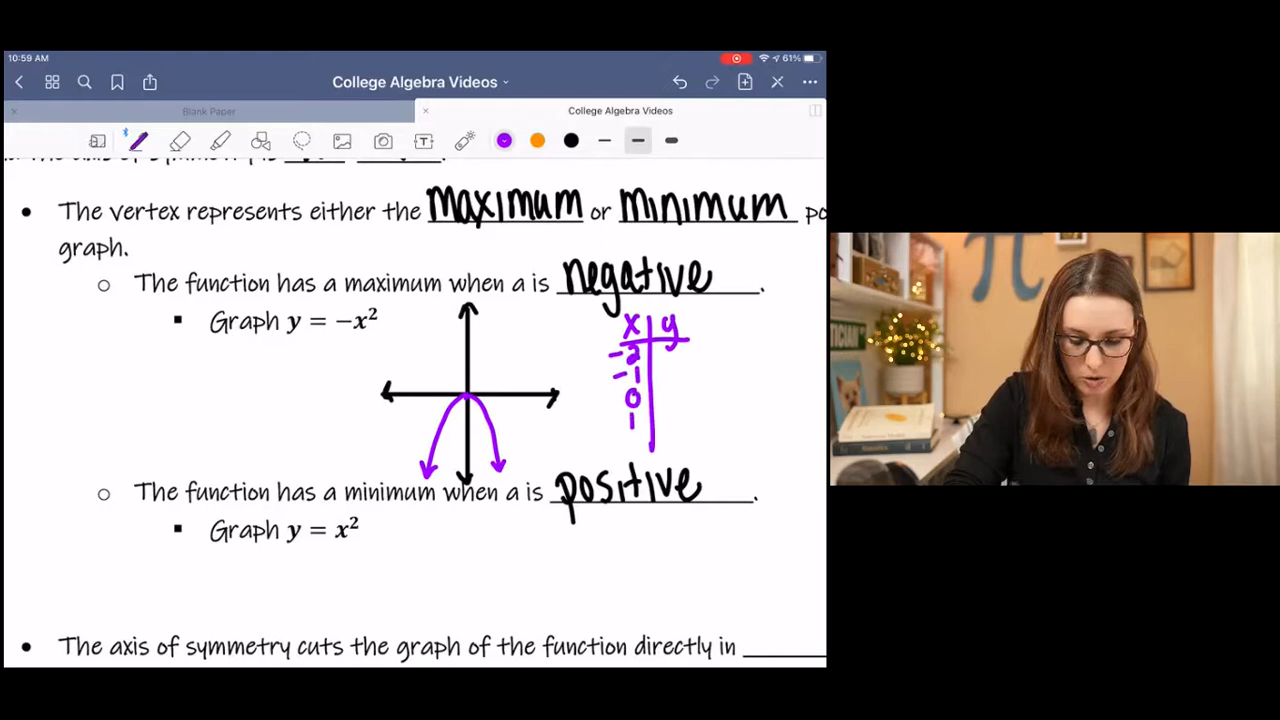 10:59 AM
61%
College Algebra Videos
Blank Paper
College Algebra Videos
The vertex represents either the maximum or minimum po
graph.
The function has a maximum when a is negative.
Graph y = −x²
x y
-2
-1
0
1
The function has a minimum when a is positive.
Graph y = x²
The axis of symmetry cuts the graph of the function directly in